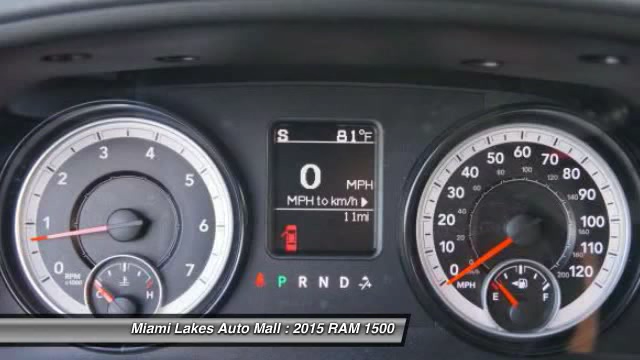 S 81°F
0 MPH
MPH to km/h
11mi
P R N D
0 1 2 3 4 5 6 7
RPM
x1000
C H
0 10 20 30 40 50 60 70 80 90 100 110 120
MPH
E F
Miami Lakes Auto Mall : 2015 RAM 1500